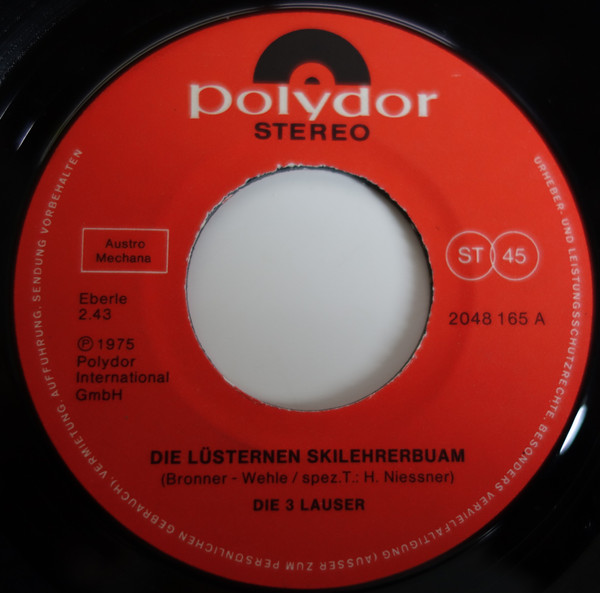 polydor
STEREO
Austro
Mechana
ST 45
Eberle
2.43
2048 165 A
℗ 1975
Polydor
International
GmbH
DIE LÜSTERNEN SKILEHRERBUAM
(Bronner - Wehle / spez.T.: H. Niessner)
DIE 3 LAUSER
URHEBER- UND LEISTUNGSSCHUTZRECHTE, BESONDERS VERVIELFÄLTIGUNG (AUSSER ZUM PERSÖNLICHEN GEBRAUCH), VERMIETUNG, AUFFÜHRUNG, SENDUNG VORBEHALTEN